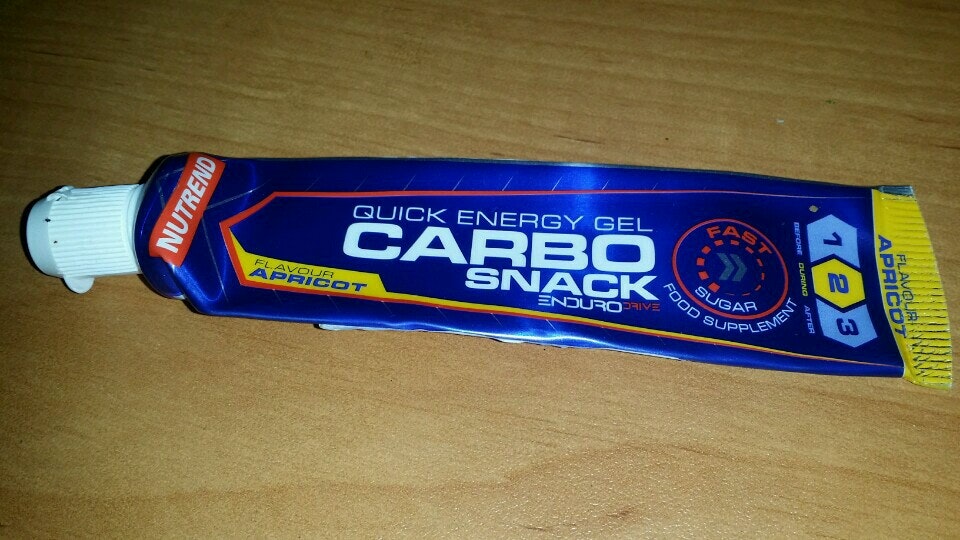 NUTREND
QUICK ENERGY GEL
CARBO
SNACK
ENDURODRIVE
FLAVOUR
APRICOT
FAST
SUGAR
FOOD SUPPLEMENT
BEFORE DURING AFTER
1
2
3
FLAVOUR
APRICOT